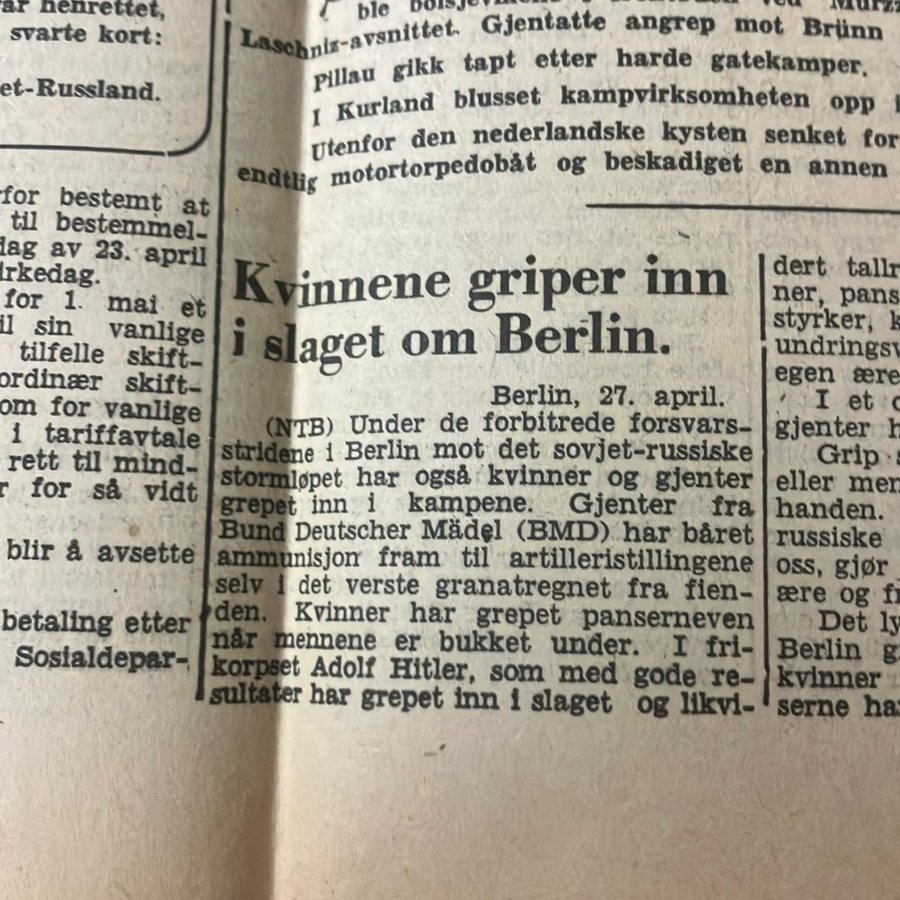 henrettet,
svarte kort:
et-Russland.
for bestemt at
til bestemmel-
dag av 23. april
irkedag.
for 1. mai et
il sin vanlige
tilfelle skift-
ordinær skift-
om for vanlige
i tariffavtale
rett til mind-
r for så vidt
blir å avsette
betaling etter
Sosialdepar-
ble bolsjevikene i
Laschniz-avsnittet. Gjentatte angrep mot Brünn
Pillau gikk tapt etter harde gatekamper.
I Kurland blusset kampvirksomheten opp i
Utenfor den nederlandske kysten senket for
endtlig motortorpedobåt og beskadiget en annen
Kvinnene griper inn
i slaget om Berlin.
Berlin, 27. april.
(NTB) Under de forbitrede forsvars-
stridene i Berlin mot det sovjet-russiske
stormløpet har også kvinner og gjenter
grepet inn i kampene. Gjenter fra
Bund Deutscher Mädel (BMD) har båret
ammunisjon fram til artilleristillingene
selv i det verste granatregnet fra fien-
den. Kvinner har grepet panserneven
når mennene er bukket under. I fri-
korpset Adolf Hitler, som med gode re-
sultater har grepet inn i slaget og likvi-
dert tallr
ner, pans
styrker, k
undringsv
egen ære
I et o
gjenter h
Grip s
eller men
handen.
russiske
oss, gjør
ære og fr
Det ly
Berlin g
kvinner
serne ha